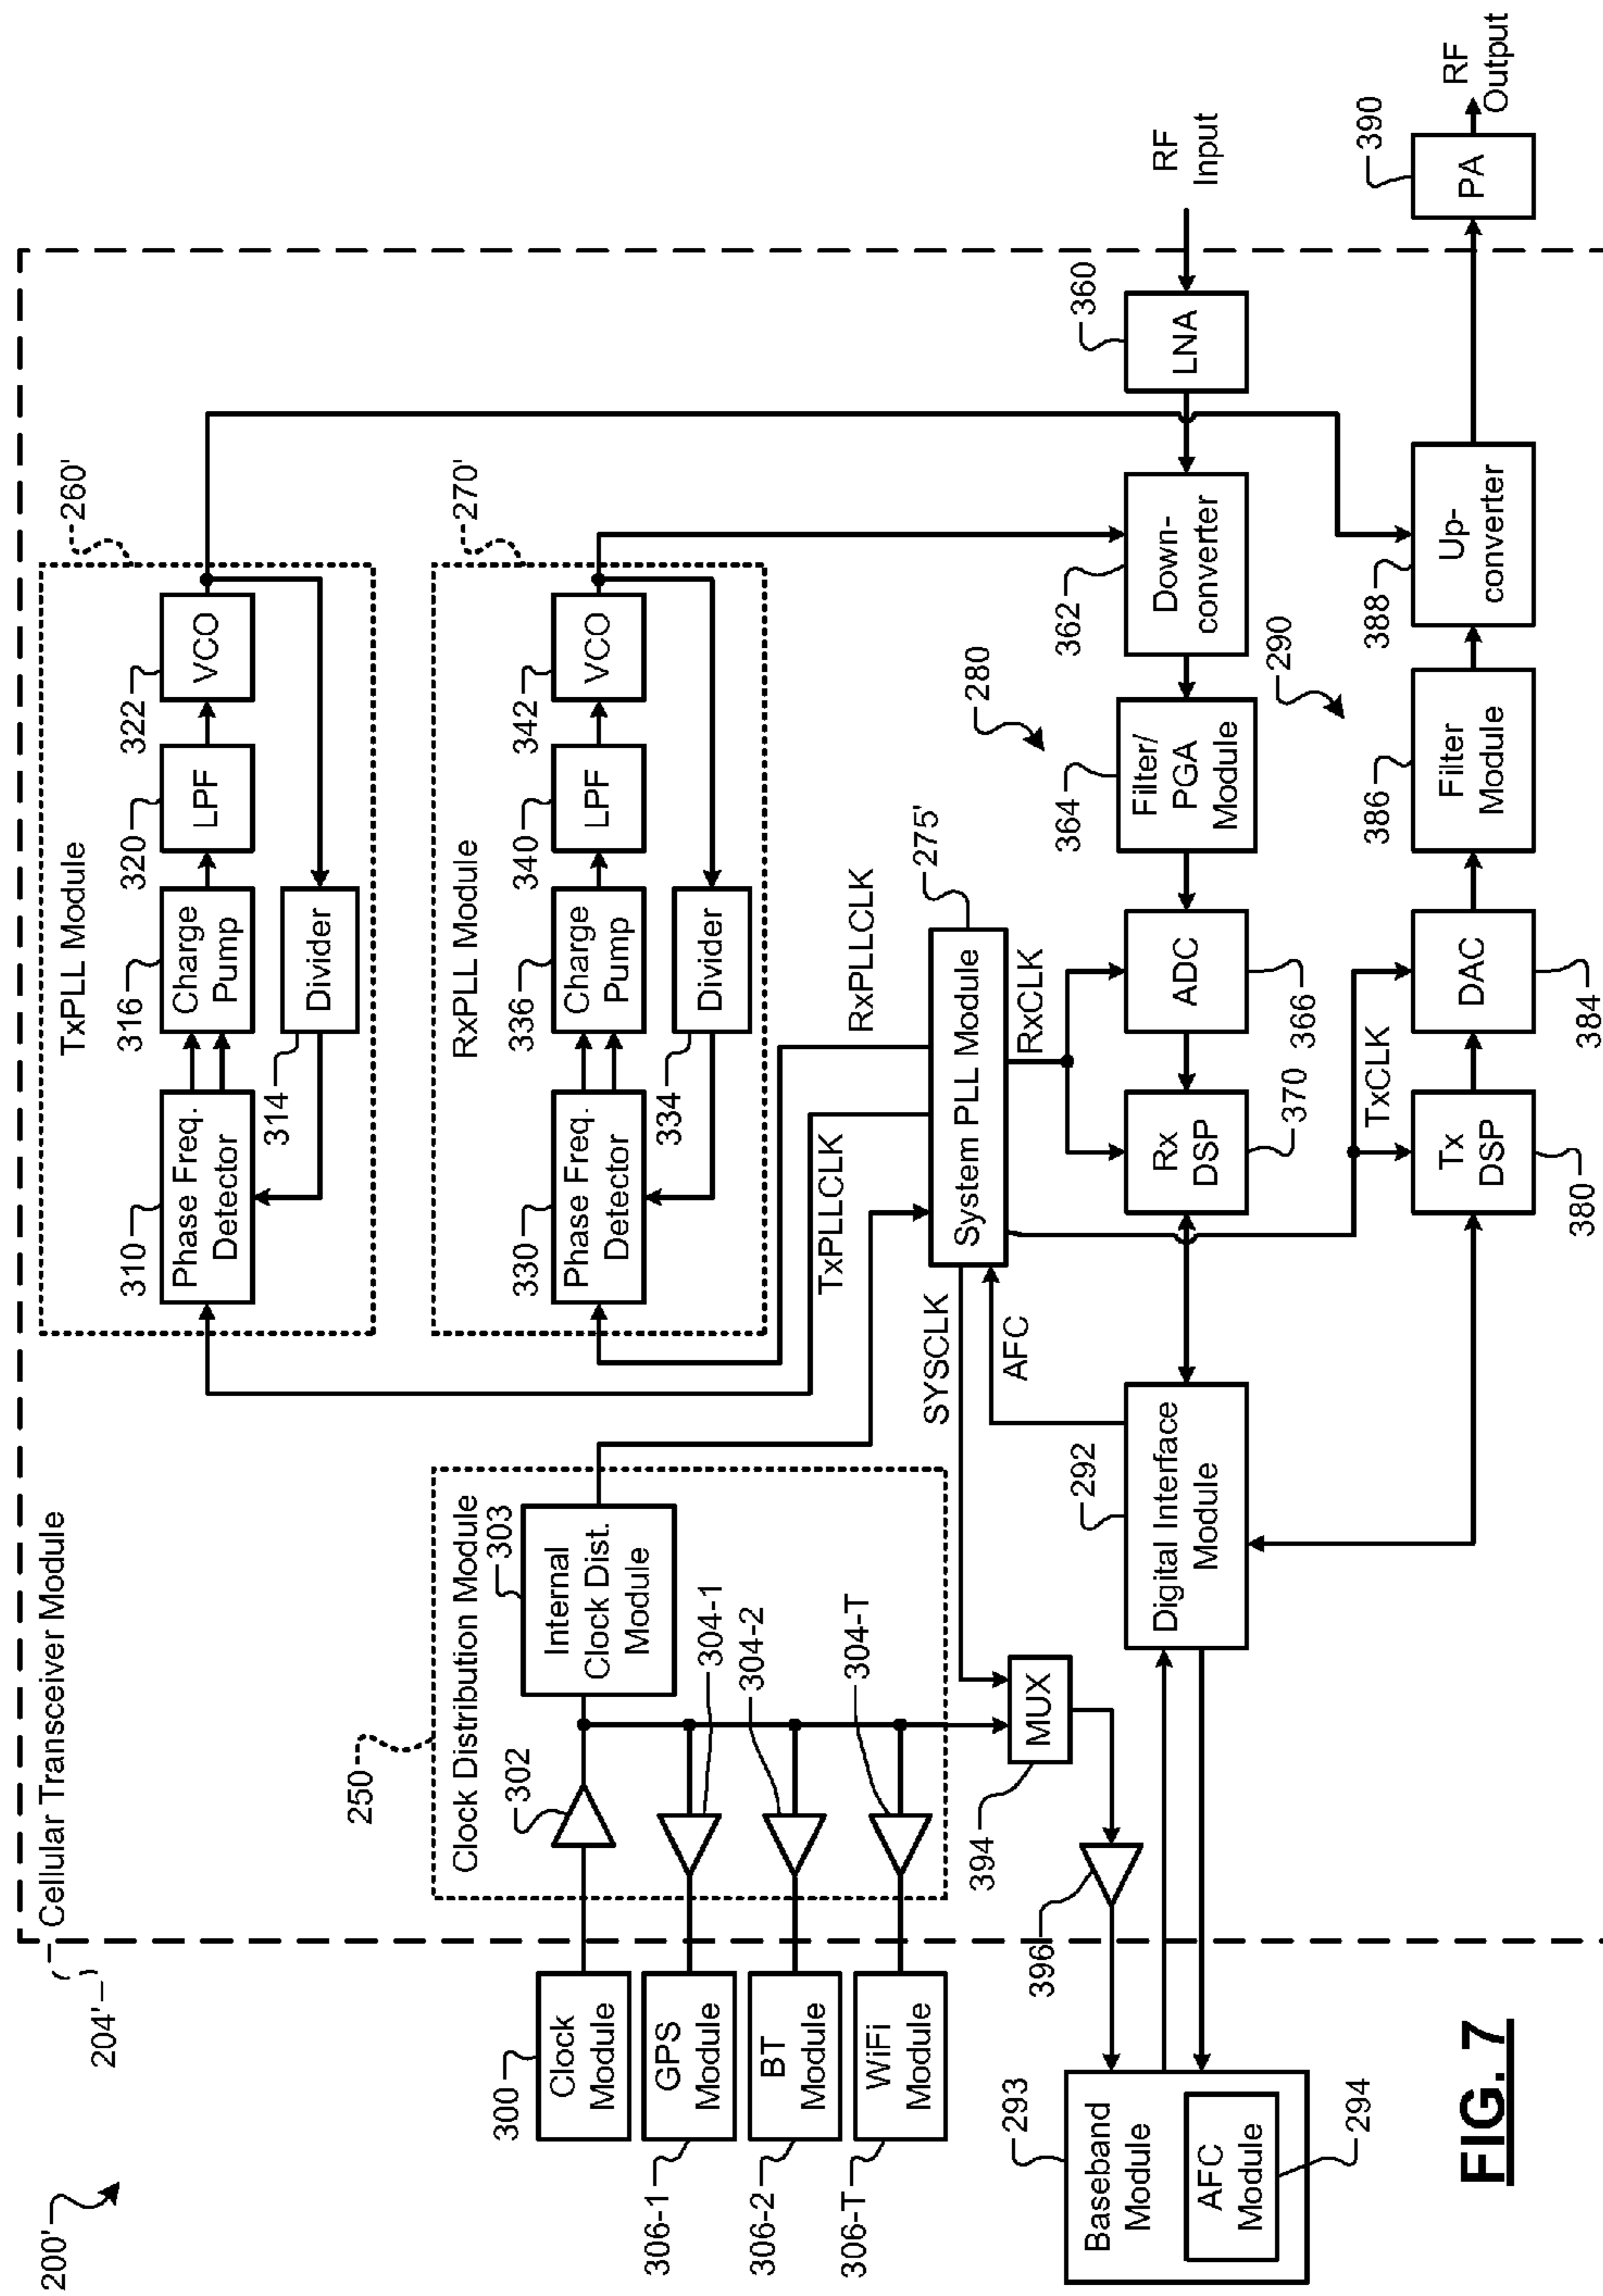 200'
204'
Cellular Transceiver Module
TxPLL Module
260'
310
Phase Freq.
Detector
316
Charge
Pump
320
LPF
322
VCO
314
Divider
RxPLL Module
270'
330
Phase Freq.
Detector
336
Charge
Pump
340
LPF
342
VCO
334
Divider
250
Clock Distribution Module
302
303
Internal
Clock Dist.
Module
304-1
304-2
304-T
300
Clock
Module
306-1
GPS
Module
306-2
BT
Module
306-T
WiFi
Module
TxPLLCLK
RxPLLCLK
275'
System PLL Module
SYSCLK
AFC
RxCLK
TxCLK
394
MUX
396
293
Baseband
Module
AFC
Module
294
292
Digital Interface
Module
Rx
DSP
370
ADC
366
364
Filter/
PGA
Module
280
362
Down-
converter
360
LNA
RF
Input
Tx
DSP
380
DAC
384
386
Filter
Module
290
388
Up-
converter
390
PA
RF
Output
FIG. 7